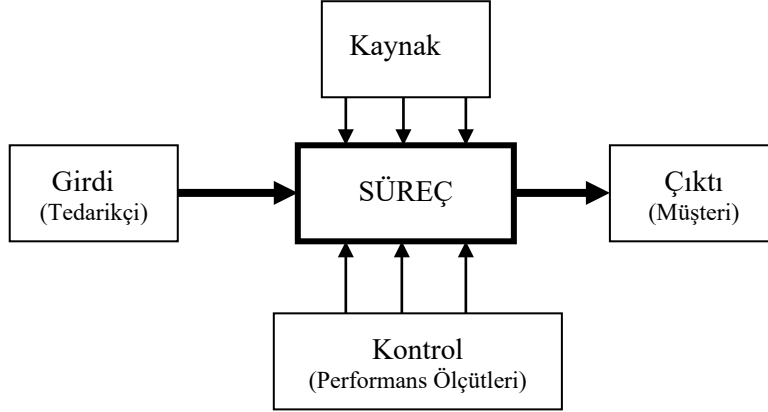 Kaynak
Girdi
(Tedarikçi)
SÜREÇ
Çıktı
(Müşteri)
Kontrol
(Performans Ölçütleri)